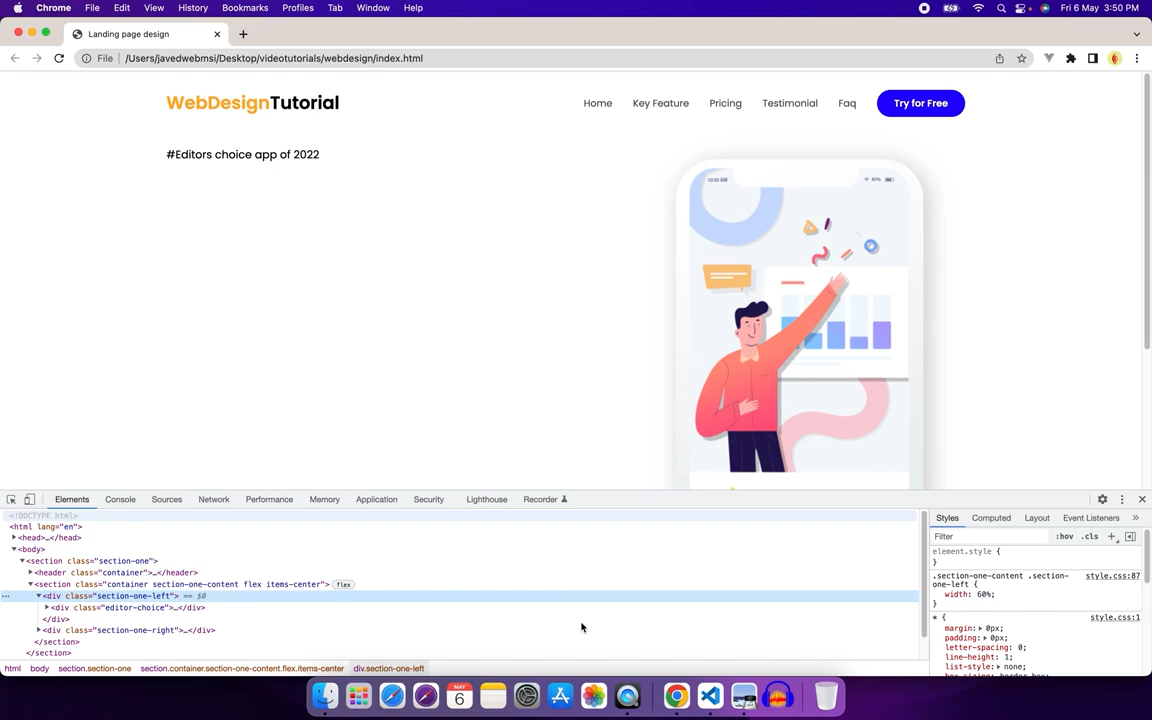 Chrome File Edit View History Bookmarks Profiles Tab Window Help Fri 6 May 3:50 PM
Landing page design
File /Users/javedwebmsi/Desktop/videotutorials/webdesign/index.html
WebDesignTutorial Home Key Feature Pricing Testimonial Faq Try for Free
#Editors choice app of 2022
10:30 AM 85%
Elements Console Sources Network Performance Memory Application Security Lighthouse Recorder
Styles Computed Layout Event Listeners »
Filter :hov .cls +
<!DOCTYPE html>
<html lang="en">
<head>…</head>
<body>
<section class="section-one">
<header class="container">…</header>
<section class="container section-one-content flex items-center"> flex
<div class="section-one-left"> == $0
<div class="editor-choice">…</div>
</div>
<div class="section-one-right">…</div>
</section>
</section>
element.style {
}
.section-one-content .section-one-left { style.css:87
width: 60%;
}
* { style.css:1
margin: 0px;
padding: 0px;
letter-spacing: 0;
line-height: 1;
list-style: none;
html body section.section-one section.container.section-one-content.flex.items-center div.section-one-left
MAY
6